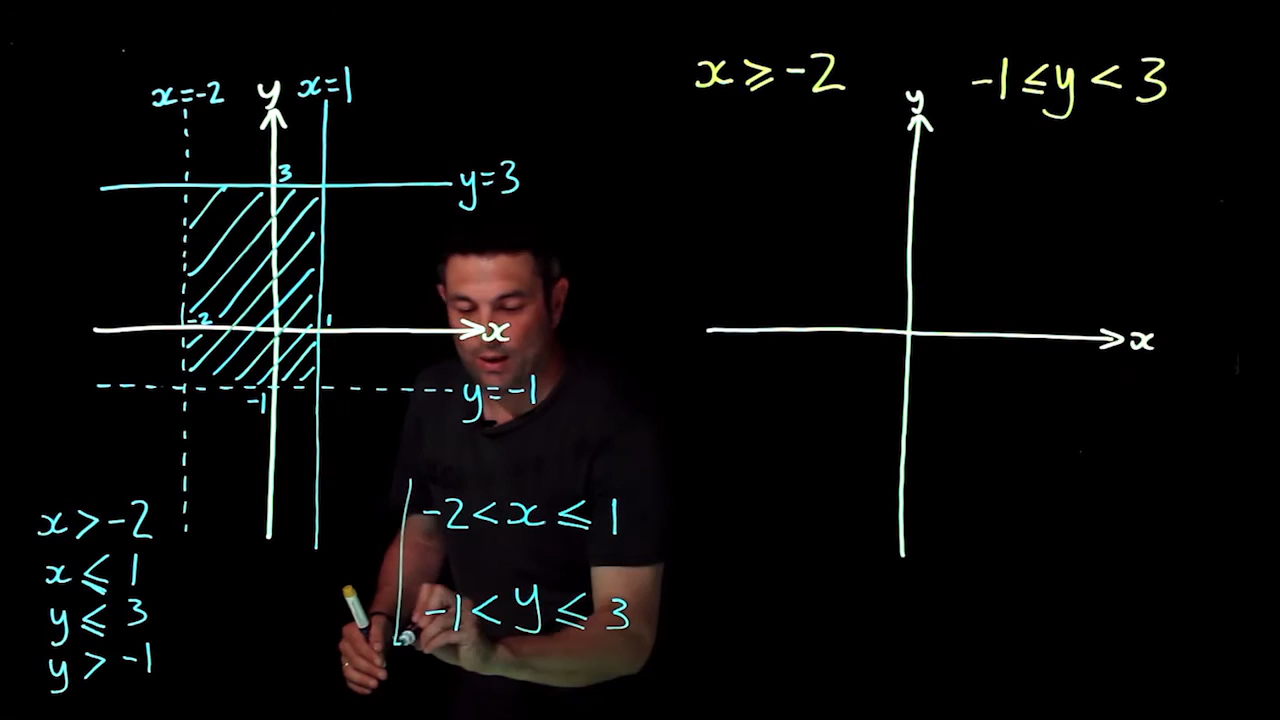 x=-2 x=1
y
3
y=3
-2 1
x
-1
y=-1
x > -2
x ≤ 1
y ≤ 3
y > -1
-2 < x ≤ 1
-1 < y ≤ 3
x ≥ -2 -1 ≤ y < 3
y
x